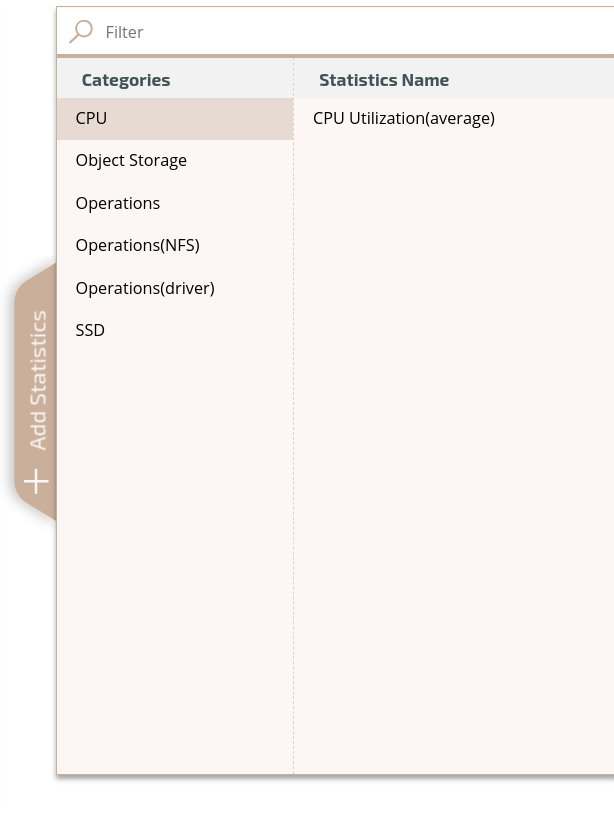 Filter
Categories
Statistics Name
CPU
CPU Utilization(average)
Object Storage
Operations
Operations(NFS)
Operations(driver)
SSD
Add Statistics